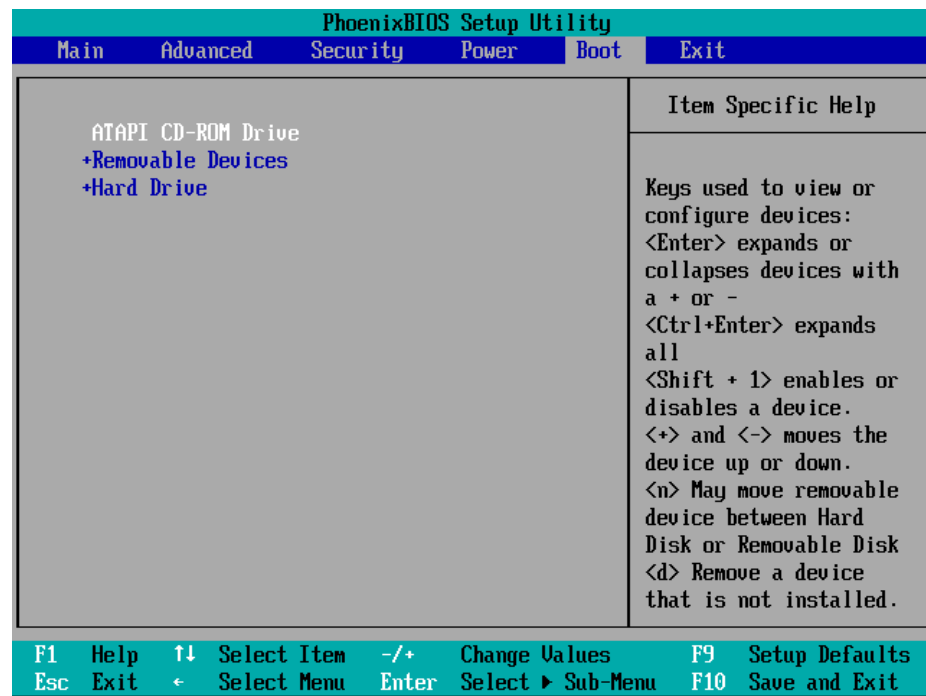 PhoenixBIOS Setup Utility
Main Advanced Security Power Boot Exit
ATAPI CD-ROM Drive
+Removable Devices
+Hard Drive
Item Specific Help
Keys used to view or
configure devices:
<Enter> expands or
collapses devices with
a + or -
<Ctrl+Enter> expands
all
<Shift + 1> enables or
disables a device.
<+> and <-> moves the
device up or down.
<n> May move removable
device between Hard
Disk or Removable Disk
<d> Remove a device
that is not installed.
F1 Help ↑↓ Select Item -/+ Change Values F9 Setup Defaults
Esc Exit ← Select Menu Enter Select ▶ Sub-Menu F10 Save and Exit